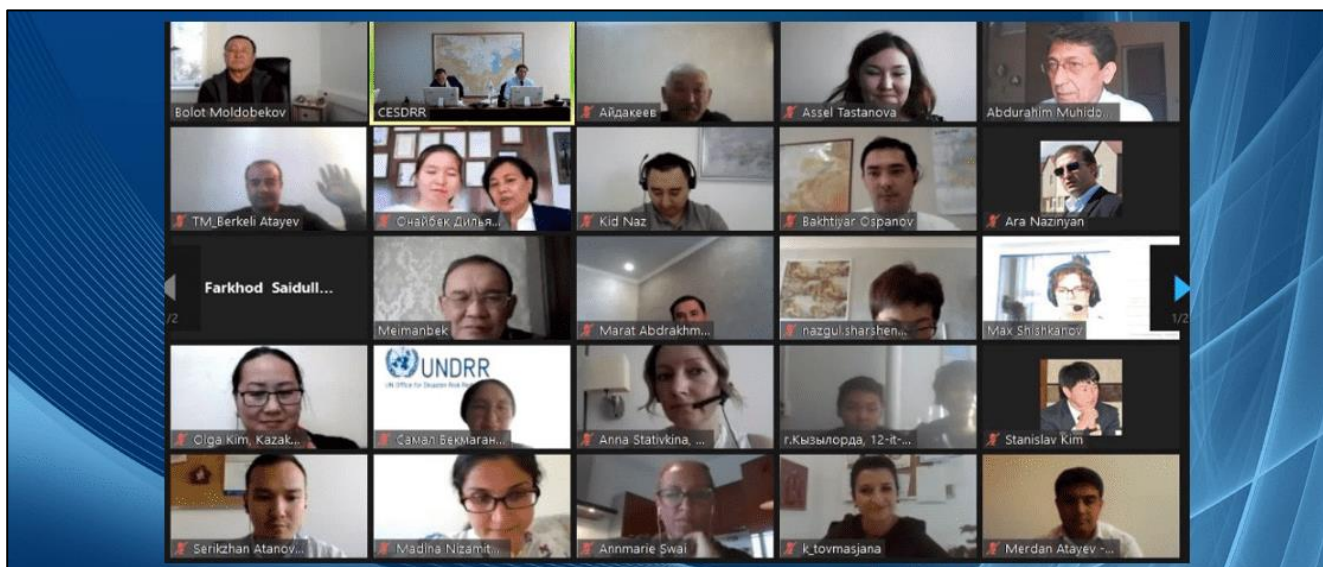 Bolot Moldobekov
CESDRR
Айдакеев
Assel Tastanova
Abdurahim Muhido...
TM_Berkeli Atayev
Онайбек Дилья...
Kid Naz
Bakhtiyar Ospanov
Ara Nazinyan
Farkhod Saidull...
1/2
Meimanbek
Marat Abdrakhm...
nazgul.sharshen...
Max Shishkanov
1/2
Olga Kim, Kazak...
UNDRR
UN Office for Disaster Risk
Самал Бекмаган...
Anna Stativkina, ...
г.Кызылорда, 12-it-...
Stanislav Kim
Serikzhan Atanov...
Madina Nizamit...
Annmarie Swai
k_tovmasjana
Merdan Atayev -...